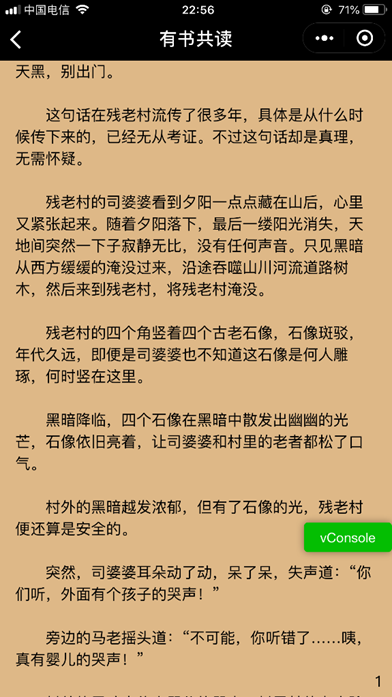 中国电信 22:56 71%
有书共读
天黑，别出门。
这句话在残老村流传了很多年，具体是从什么时
候传下来的，已经无从考证。不过这句话却是真理，
无需怀疑。
残老村的司婆婆看到夕阳一点点藏在山后，心里
又紧张起来。随着夕阳落下，最后一缕阳光消失，天
地间突然一下子寂静无比，没有任何声音。只见黑暗
从西方缓缓的淹没过来，沿途吞噬山川河流道路树
木，然后来到残老村，将残老村淹没。
残老村的四个角竖着四个古老石像，石像斑驳，
年代久远，即便是司婆婆也不知道这石像是何人雕
琢，何时竖在这里。
黑暗降临，四个石像在黑暗中散发出幽幽的光
芒，石像依旧亮着，让司婆婆和村里的老者都松了口
气。
村外的黑暗越发浓郁，但有了石像的光，残老村
便还算是安全的。
vConsole
突然，司婆婆耳朵动了动，呆了呆，失声道：“你
们听，外面有个孩子的哭声！”
旁边的马老摇头道：“不可能，你听错了……咦，
真有婴儿的哭声！”
1